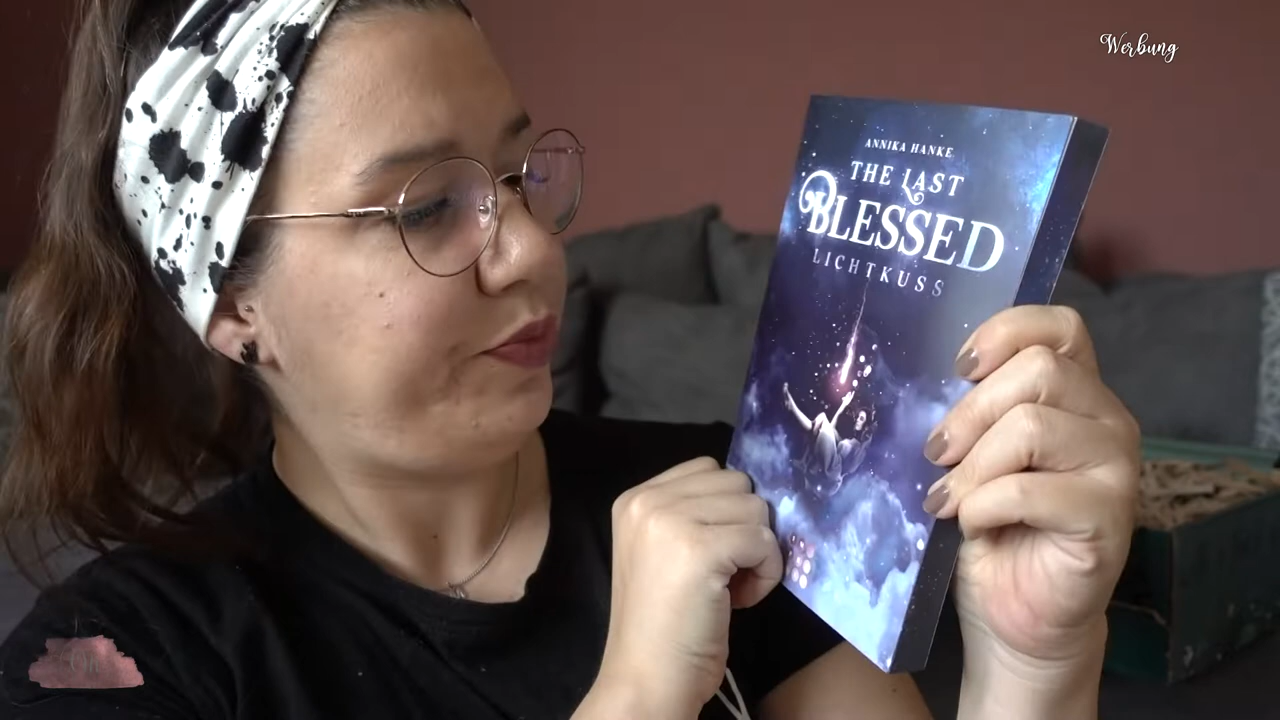 Werbung
ANNIKA HANKE
THE LAST
BLESSED
LICHTKUSS